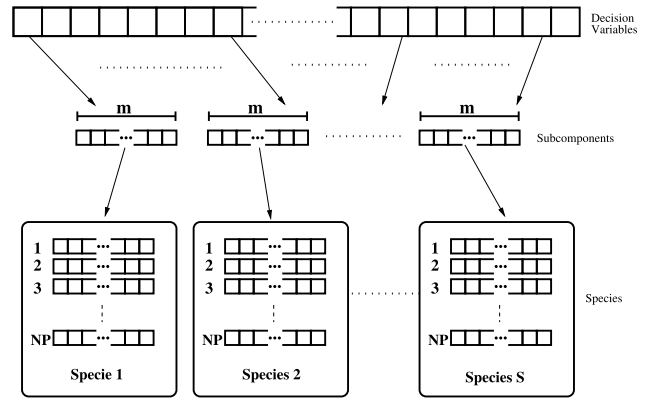 Decision
Variables
m m m
Subcomponents
1 1 1
2 2 2
3 3 3
Species
NP NP NP
Specie 1 Species 2 Species S